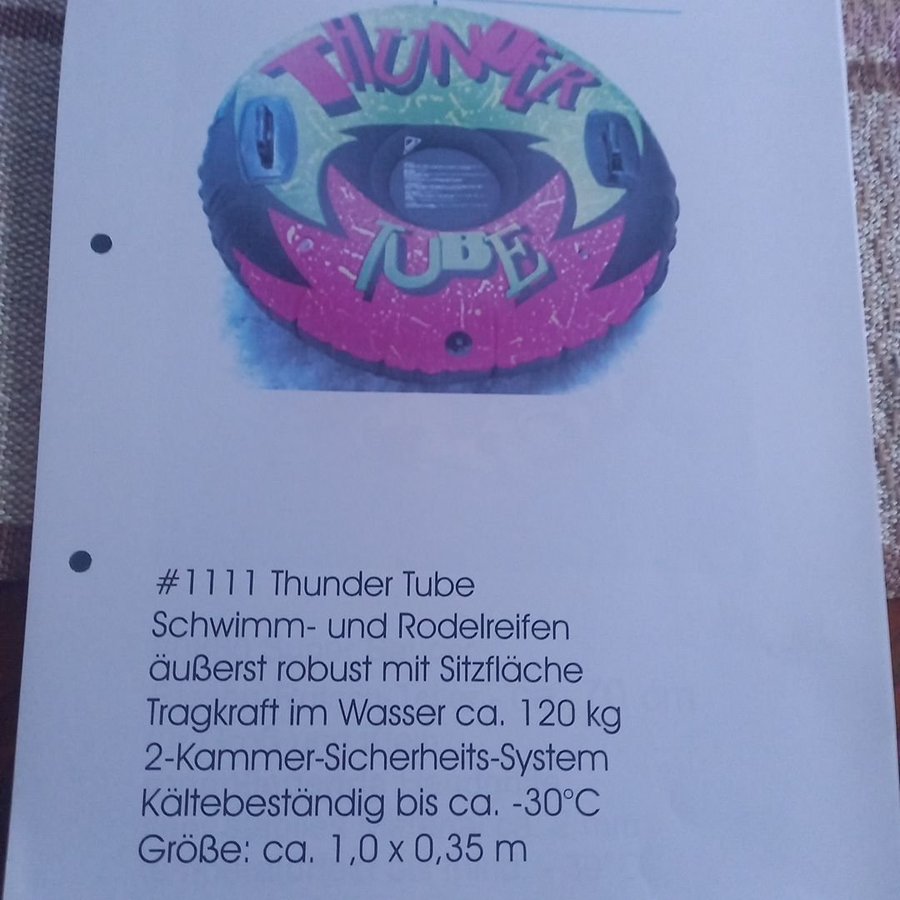 THUNDER
TUBE
#1111 Thunder Tube
Schwimm- und Rodelreifen
äußerst robust mit Sitzfläche
Tragkraft im Wasser ca. 120 kg
2-Kammer-Sicherheits-System
Kältebeständig bis ca. -30°C
Größe: ca. 1,0 x 0,35 m